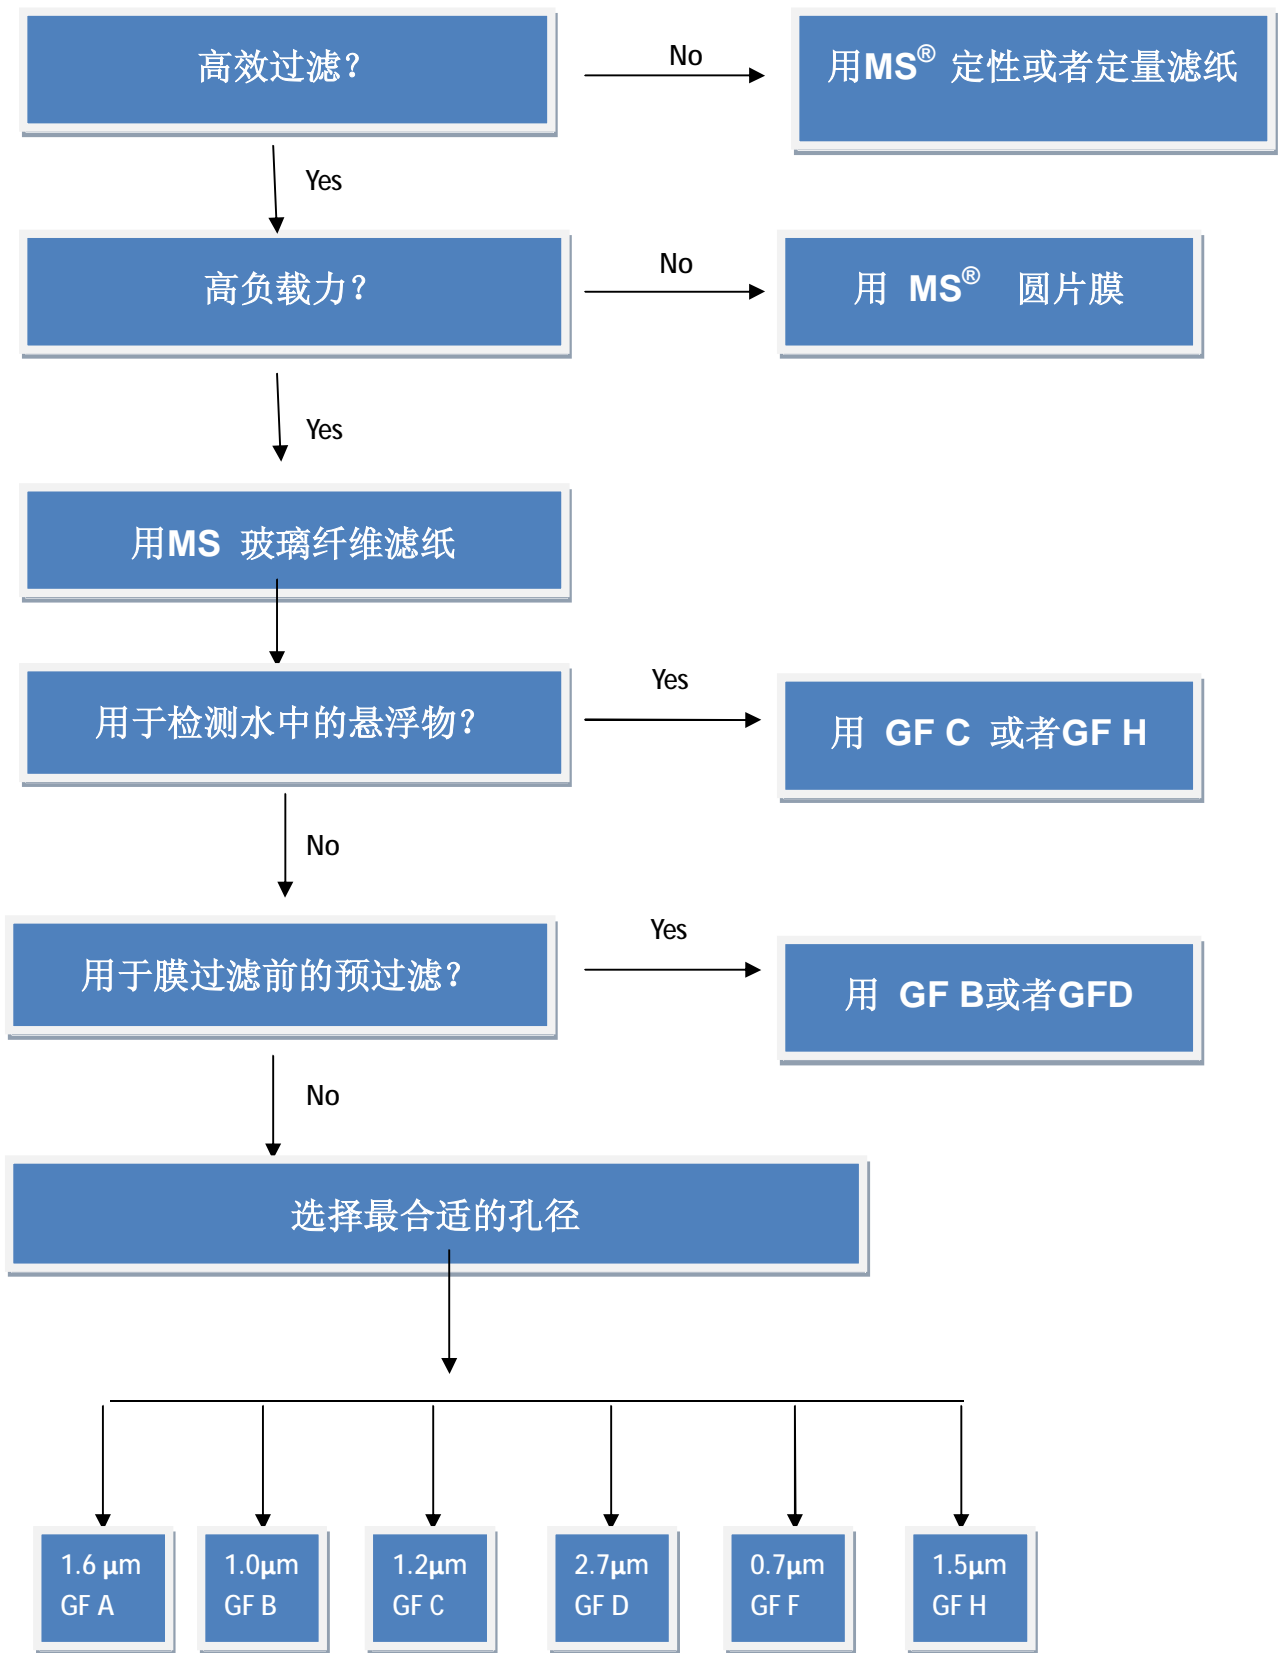 高效过滤？
No
用MS® 定性或者定量滤纸
Yes
高负载力？
No
用 MS® 圆片膜
Yes
用MS 玻璃纤维滤纸
用于检测水中的悬浮物？
Yes
用 GF C 或者GF H
No
用于膜过滤前的预过滤？
Yes
用 GF B或者GFD
No
选择最合适的孔径
1.6 μm
GF A
1.0μm
GF B
1.2μm
GF C
2.7μm
GF D
0.7μm
GF F
1.5μm
GF H